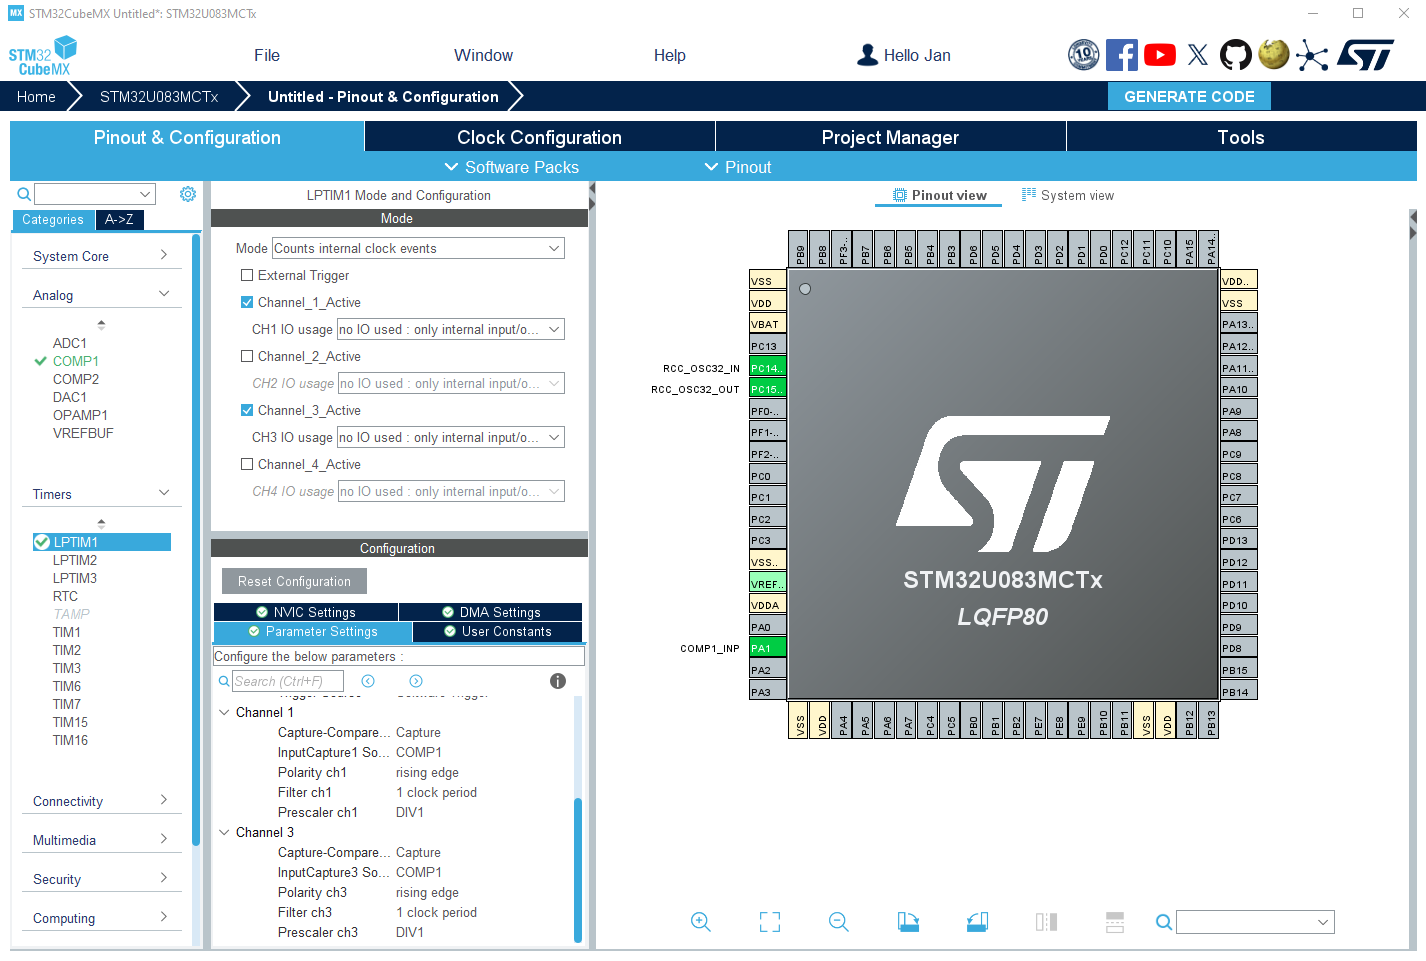 MX STM32CubeMX Untitled*: STM32U083MCTx
STM32 CubeMX
File
Window
Help
Hello Jan
10 YEARS
Home
STM32U083MCTx
Untitled - Pinout & Configuration
GENERATE CODE
Pinout & Configuration
Clock Configuration
Project Manager
Tools
Software Packs
Pinout
Categories
A->Z
System Core
Analog
ADC1
COMP1
COMP2
DAC1
OPAMP1
VREFBUF
Timers
LPTIM1
LPTIM2
LPTIM3
RTC
TAMP
TIM1
TIM2
TIM3
TIM6
TIM7
TIM15
TIM16
Connectivity
Multimedia
Security
Computing
LPTIM1 Mode and Configuration
Mode
Mode Counts internal clock events
External Trigger
Channel_1_Active
CH1 IO usage no IO used : only internal input/o...
Channel_2_Active
CH2 IO usage no IO used : only internal input/o...
Channel_3_Active
CH3 IO usage no IO used : only internal input/o...
Channel_4_Active
CH4 IO usage no IO used : only internal input/o...
Configuration
Reset Configuration
NVIC Settings
DMA Settings
Parameter Settings
User Constants
Configure the below parameters :
Search (Ctrl+F)
Trigger Source Software Trigger
Channel 1
Capture-Compare... Capture
InputCapture1 So... COMP1
Polarity ch1 rising edge
Filter ch1 1 clock period
Prescaler ch1 DIV1
Channel 3
Capture-Compare... Capture
InputCapture3 So... COMP1
Polarity ch3 rising edge
Filter ch3 1 clock period
Prescaler ch3 DIV1
Pinout view
System view
PB9
PB8
PF3-..
PB7
PB6
PB5
PB4
PB3
PD6
PD5
PD4
PD3
PD2
PD1
PD0
PC12
PC11
PC10
PA15
PA14..
VSS
VDD
VBAT
PC13
RCC_OSC32_IN PC14..
RCC_OSC32_OUT PC15..
PF0-..
PF1-..
PF2-..
PC0
PC1
PC2
PC3
VSS..
VREF..
VDDA
PA0
COMP1_INP PA1
PA2
PA3
ST
STM32U083MCTx
LQFP80
VDD..
VSS
PA13..
PA12..
PA11..
PA10
PA9
PA8
PC9
PC8
PC7
PC6
PD13
PD12
PD11
PD10
PD9
PD8
PB15
PB14
VSS
VDD
PA4
PA5
PA6
PA7
PC4
PC5
PB0
PB1
PB2
PE7
PE8
PE9
PB10
PB11
VSS
VDD
PB12
PB13